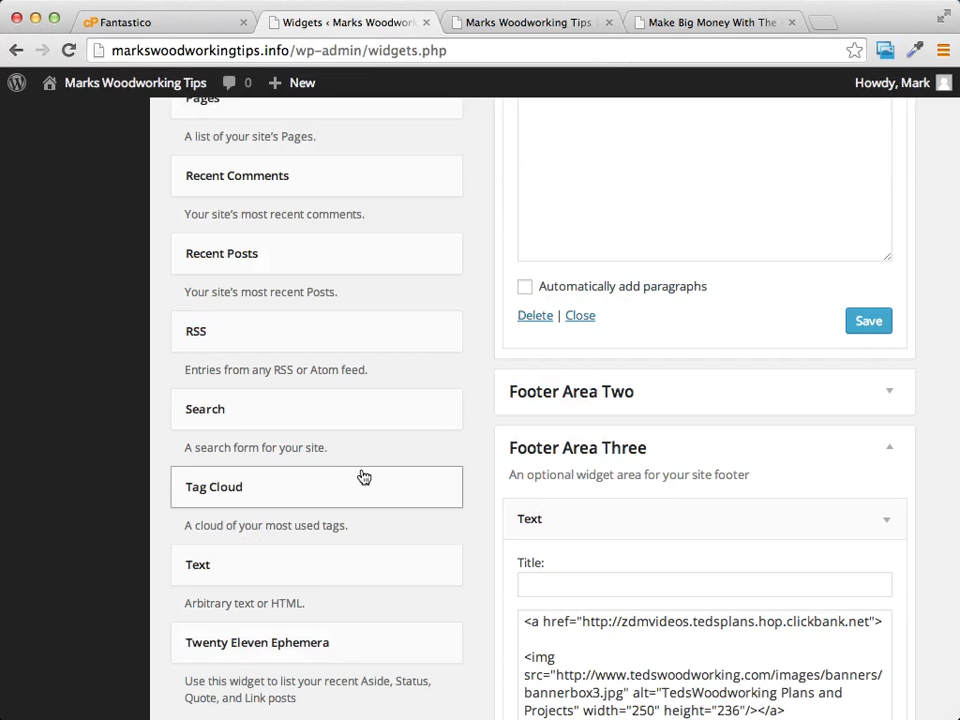 Fantastico
Widgets ‹ Marks Woodwork
Marks Woodworking Tips
Make Big Money With The
markswoodworkingtips.info/wp-admin/widgets.php
Marks Woodworking Tips
0
New
Howdy, Mark
Pages
A list of your site's Pages.
Recent Comments
Your site's most recent comments.
Recent Posts
Your site's most recent Posts.
RSS
Entries from any RSS or Atom feed.
Search
A search form for your site.
Tag Cloud
A cloud of your most used tags.
Text
Arbitrary text or HTML.
Twenty Eleven Ephemera
Use this widget to list your recent Aside, Status,
Quote, and Link posts
Automatically add paragraphs
Delete | Close
Save
Footer Area Two
Footer Area Three
An optional widget area for your site footer
Text
Title:
<a href="http://zdmvideos.tedsplans.hop.clickbank.net">
<img
src="http://www.tedswoodworking.com/images/banners/
bannerbox3.jpg" alt="TedsWoodworking Plans and
Projects" width="250" height="236"/></a>